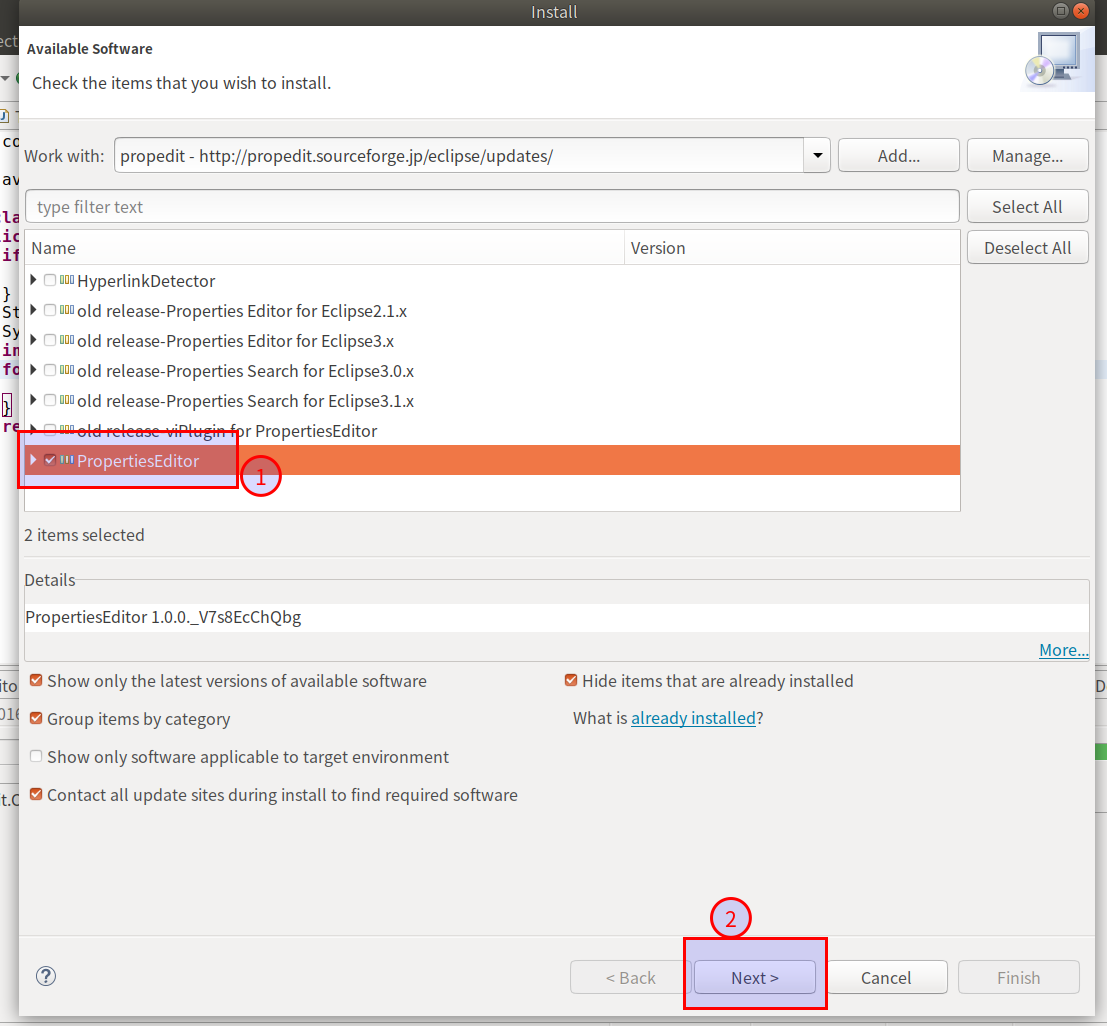 Install
Available Software
Check the items that you wish to install.
Work with: propedit - http://propedit.sourceforge.jp/eclipse/updates/ Add... Manage...
type filter text Select All
Name Version Deselect All
HyperlinkDetector
old release-Properties Editor for Eclipse2.1.x
old release-Properties Editor for Eclipse3.x
old release-Properties Search for Eclipse3.0.x
old release-Properties Search for Eclipse3.1.x
old release-viPlugin for PropertiesEditor
PropertiesEditor
1
2 items selected
Details
PropertiesEditor 1.0.0._V7s8EcChQbg
More...
Show only the latest versions of available software Hide items that are already installed
Group items by category What is already installed?
Show only software applicable to target environment
Contact all update sites during install to find required software
2
? < Back Next > Cancel Finish